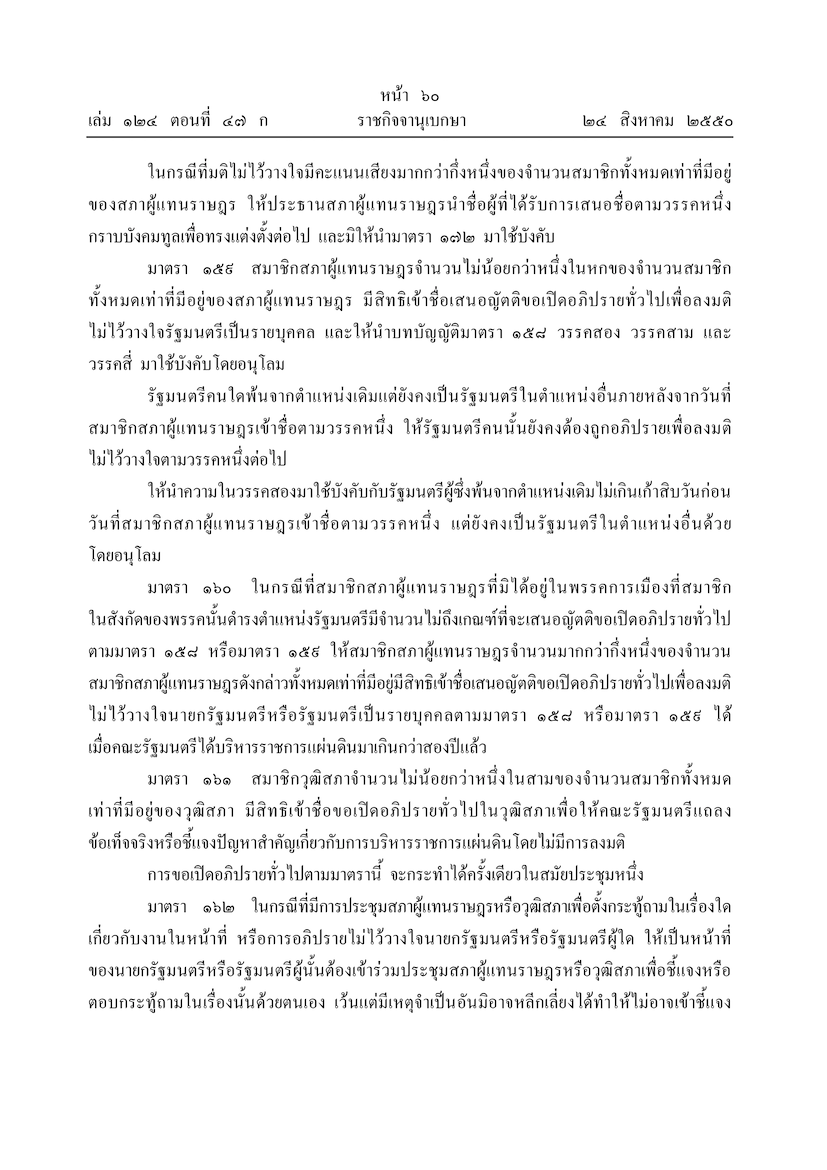 หน้า ๖๐
เล่ม ๑๒๔ ตอนที่ ๔๗ ก ราชกิจจานุเบกษา ๒๔ สิงหาคม ๒๕๕๐
ในกรณีที่มติไม่ไว้วางใจมีคะแนนเสียงมากกว่ากึ่งหนึ่งของจำนวนสมาชิกทั้งหมดเท่าที่มีอยู่
ของสภาผู้แทนราษฎร ให้ประธานสภาผู้แทนราษฎรนำชื่อผู้ที่ได้รับการเสนอชื่อตามวรรคหนึ่ง
กราบบังคมทูลเพื่อทรงแต่งตั้งต่อไป และมิให้นำมาตรา ๑๗๒ มาใช้บังคับ
มาตรา ๑๕๙ สมาชิกสภาผู้แทนราษฎรจำนวนไม่น้อยกว่าหนึ่งในหกของจำนวนสมาชิก
ทั้งหมดเท่าที่มีอยู่ของสภาผู้แทนราษฎร มีสิทธิเข้าชื่อเสนอญัตติขอเปิดอภิปรายทั่วไปเพื่อลงมติ
ไม่ไว้วางใจรัฐมนตรีเป็นรายบุคคล และให้นำบทบัญญัติมาตรา ๑๕๘ วรรคสอง วรรคสาม และ
วรรคสี่ มาใช้บังคับโดยอนุโลม
รัฐมนตรีคนใดพ้นจากตำแหน่งเดิมแต่ยังคงเป็นรัฐมนตรีในตำแหน่งอื่นภายหลังจากวันที่
สมาชิกสภาผู้แทนราษฎรเข้าชื่อตามวรรคหนึ่ง ให้รัฐมนตรีคนนั้นยังคงต้องถูกอภิปรายเพื่อลงมติ
ไม่ไว้วางใจตามวรรคหนึ่งต่อไป
ให้นำความในวรรคสองมาใช้บังคับกับรัฐมนตรีผู้ซึ่งพ้นจากตำแหน่งเดิมไม่เกินเก้าสิบวันก่อน
วันที่สมาชิกสภาผู้แทนราษฎรเข้าชื่อตามวรรคหนึ่ง แต่ยังคงเป็นรัฐมนตรีในตำแหน่งอื่นด้วย
โดยอนุโลม
มาตรา ๑๖๐ ในกรณีที่สมาชิกสภาผู้แทนราษฎรที่มิได้อยู่ในพรรคการเมืองที่สมาชิก
ในสังกัดของพรรคนั้นดำรงตำแหน่งรัฐมนตรีมีจำนวนไม่ถึงเกณฑ์ที่จะเสนอญัตติขอเปิดอภิปรายทั่วไป
ตามมาตรา ๑๕๘ หรือมาตรา ๑๕๙ ให้สมาชิกสภาผู้แทนราษฎรจำนวนมากกว่ากึ่งหนึ่งของจำนวน
สมาชิกสภาผู้แทนราษฎรดังกล่าวทั้งหมดเท่าที่มีอยู่มีสิทธิเข้าชื่อเสนอญัตติขอเปิดอภิปรายทั่วไปเพื่อลงมติ
ไม่ไว้วางใจนายกรัฐมนตรีหรือรัฐมนตรีเป็นรายบุคคลตามมาตรา ๑๕๘ หรือมาตรา ๑๕๙ ได้
เมื่อคณะรัฐมนตรีได้บริหารราชการแผ่นดินมาเกินกว่าสองปีแล้ว
มาตรา ๑๖๑ สมาชิกวุฒิสภาจำนวนไม่น้อยกว่าหนึ่งในสามของจำนวนสมาชิกทั้งหมด
เท่าที่มีอยู่ของวุฒิสภา มีสิทธิเข้าชื่อขอเปิดอภิปรายทั่วไปในวุฒิสภาเพื่อให้คณะรัฐมนตรีแถลง
ข้อเท็จจริงหรือชี้แจงปัญหาสำคัญเกี่ยวกับการบริหารราชการแผ่นดินโดยไม่มีการลงมติ
การขอเปิดอภิปรายทั่วไปตามมาตรานี้ จะกระทำได้ครั้งเดียวในสมัยประชุมหนึ่ง
มาตรา ๑๖๒ ในกรณีที่มีการประชุมสภาผู้แทนราษฎรหรือวุฒิสภาเพื่อตั้งกระทู้ถามในเรื่องใด
เกี่ยวกับงานในหน้าที่ หรือการอภิปรายไม่ไว้วางใจนายกรัฐมนตรีหรือรัฐมนตรีผู้ใด ให้เป็นหน้าที่
ของนายกรัฐมนตรีหรือรัฐมนตรีผู้นั้นต้องเข้าร่วมประชุมสภาผู้แทนราษฎรหรือวุฒิสภาเพื่อชี้แจงหรือ
ตอบกระทู้ถามในเรื่องนั้นด้วยตนเอง เว้นแต่มีเหตุจำเป็นอันมิอาจหลีกเลี่ยงได้ทำให้ไม่อาจเข้าชี้แจง